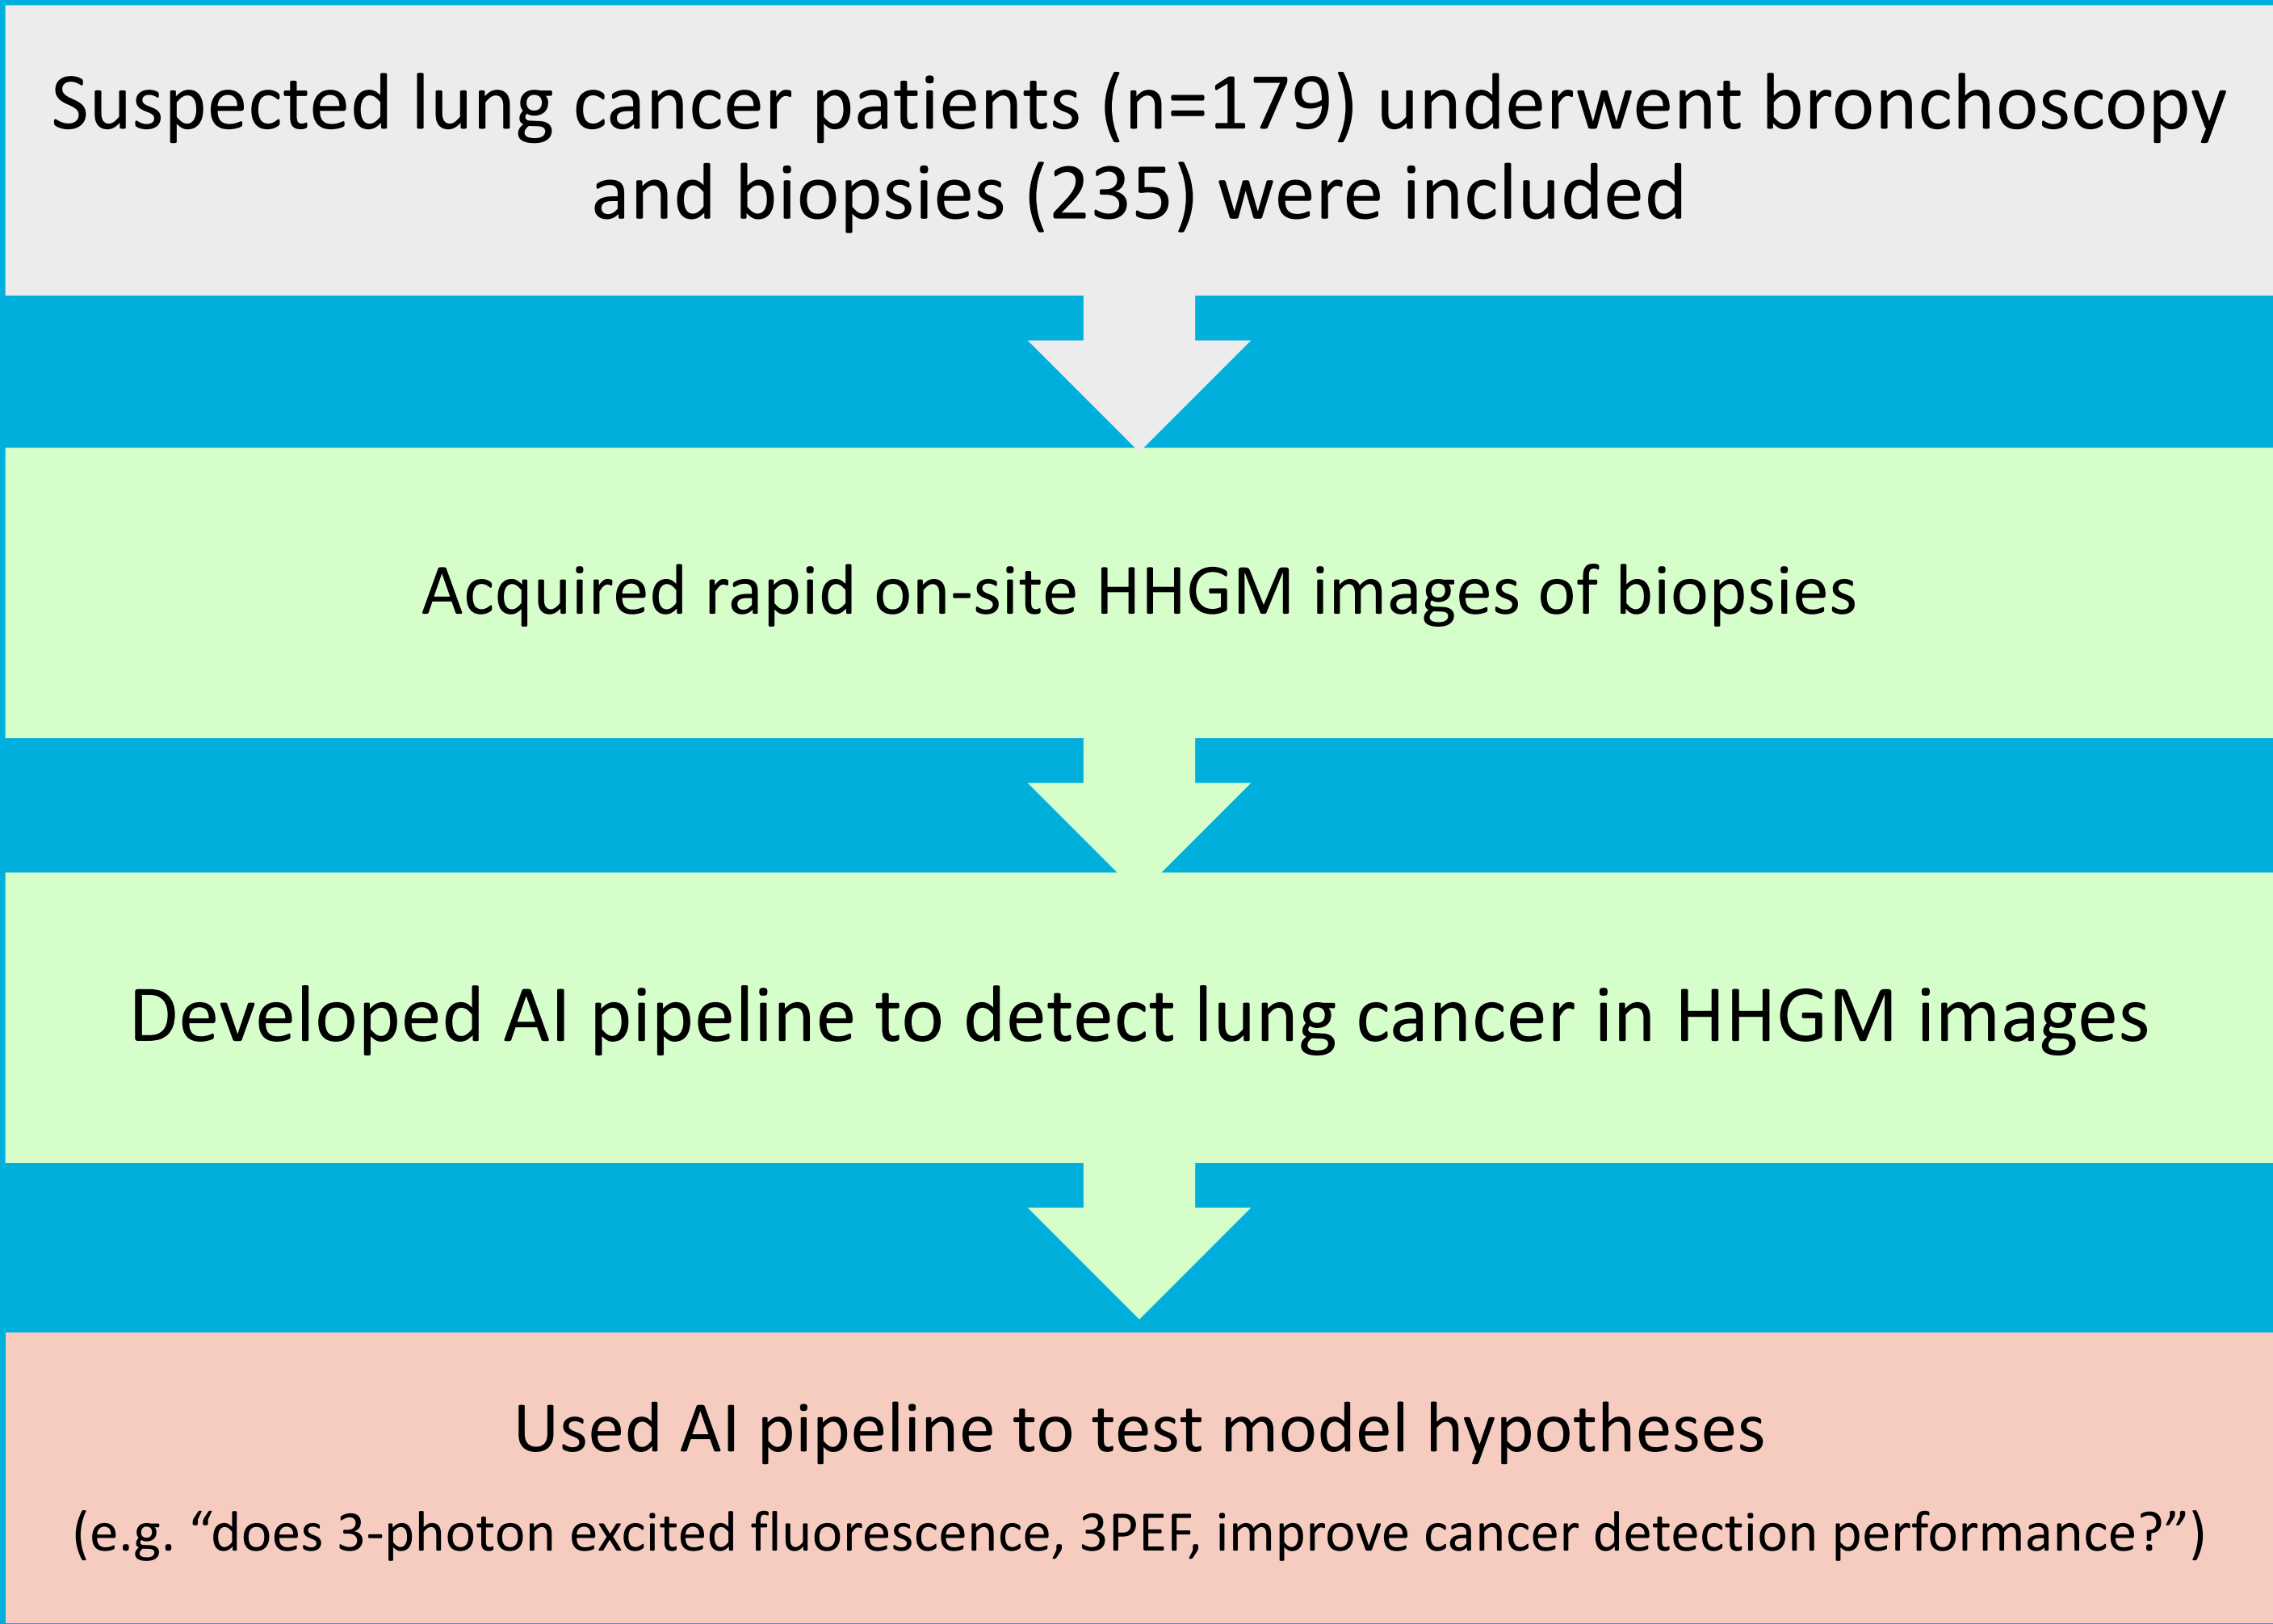 Suspected lung cancer patients (n=179) underwent bronchoscopy
and biopsies (235) were included
Acquired rapid on-site HHGM images of biopsies
Developed AI pipeline to detect lung cancer in HHGM images
Used AI pipeline to test model hypotheses
(e.g. “does 3-photon excited fluorescence, 3PEF, improve cancer detection performance?”)